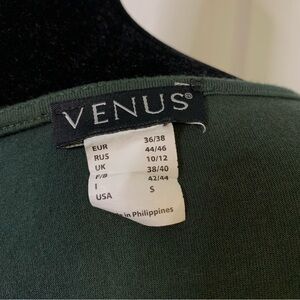 VENUS®
EUR 36/38
RUS 44/46
UK 10/12
F/B 38/40
I 42/44
USA S
in Philippines